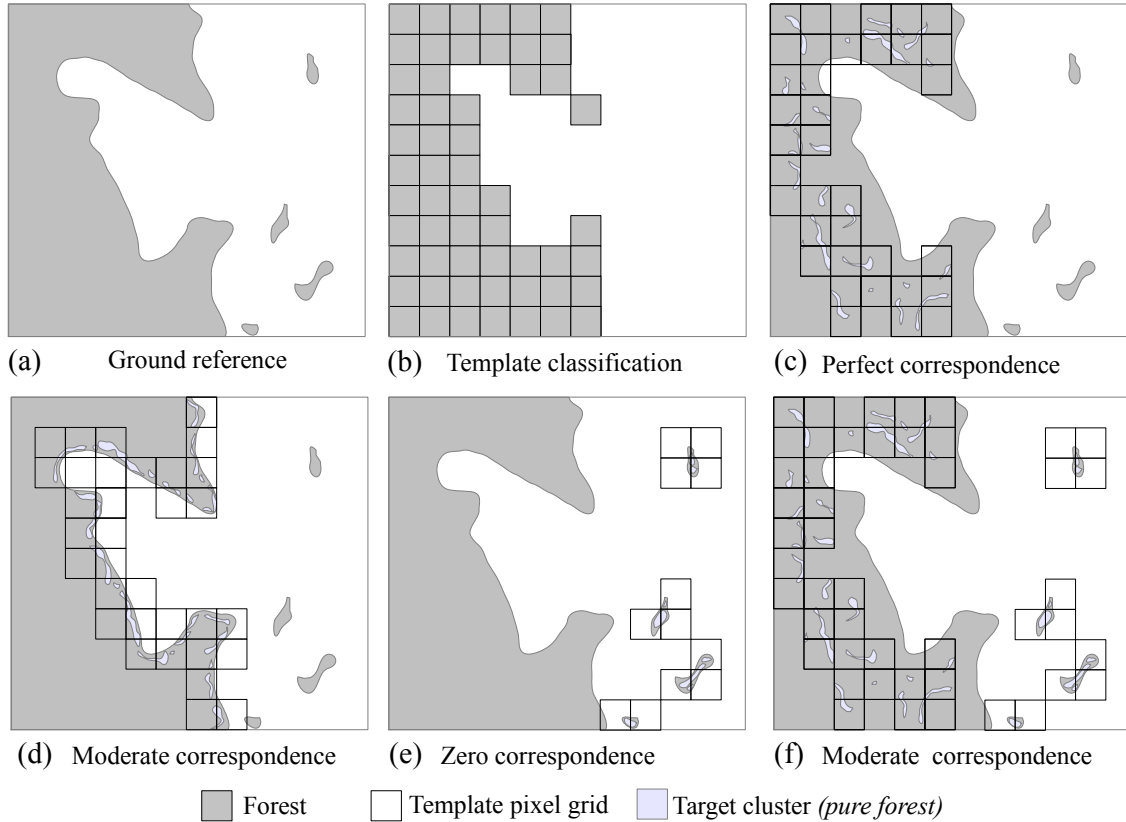 (a) Ground reference
(b) Template classification
(c) Perfect correspondence
(d) Moderate correspondence
(e) Zero correspondence
(f) Moderate correspondence
Forest
Template pixel grid
Target cluster (pure forest)